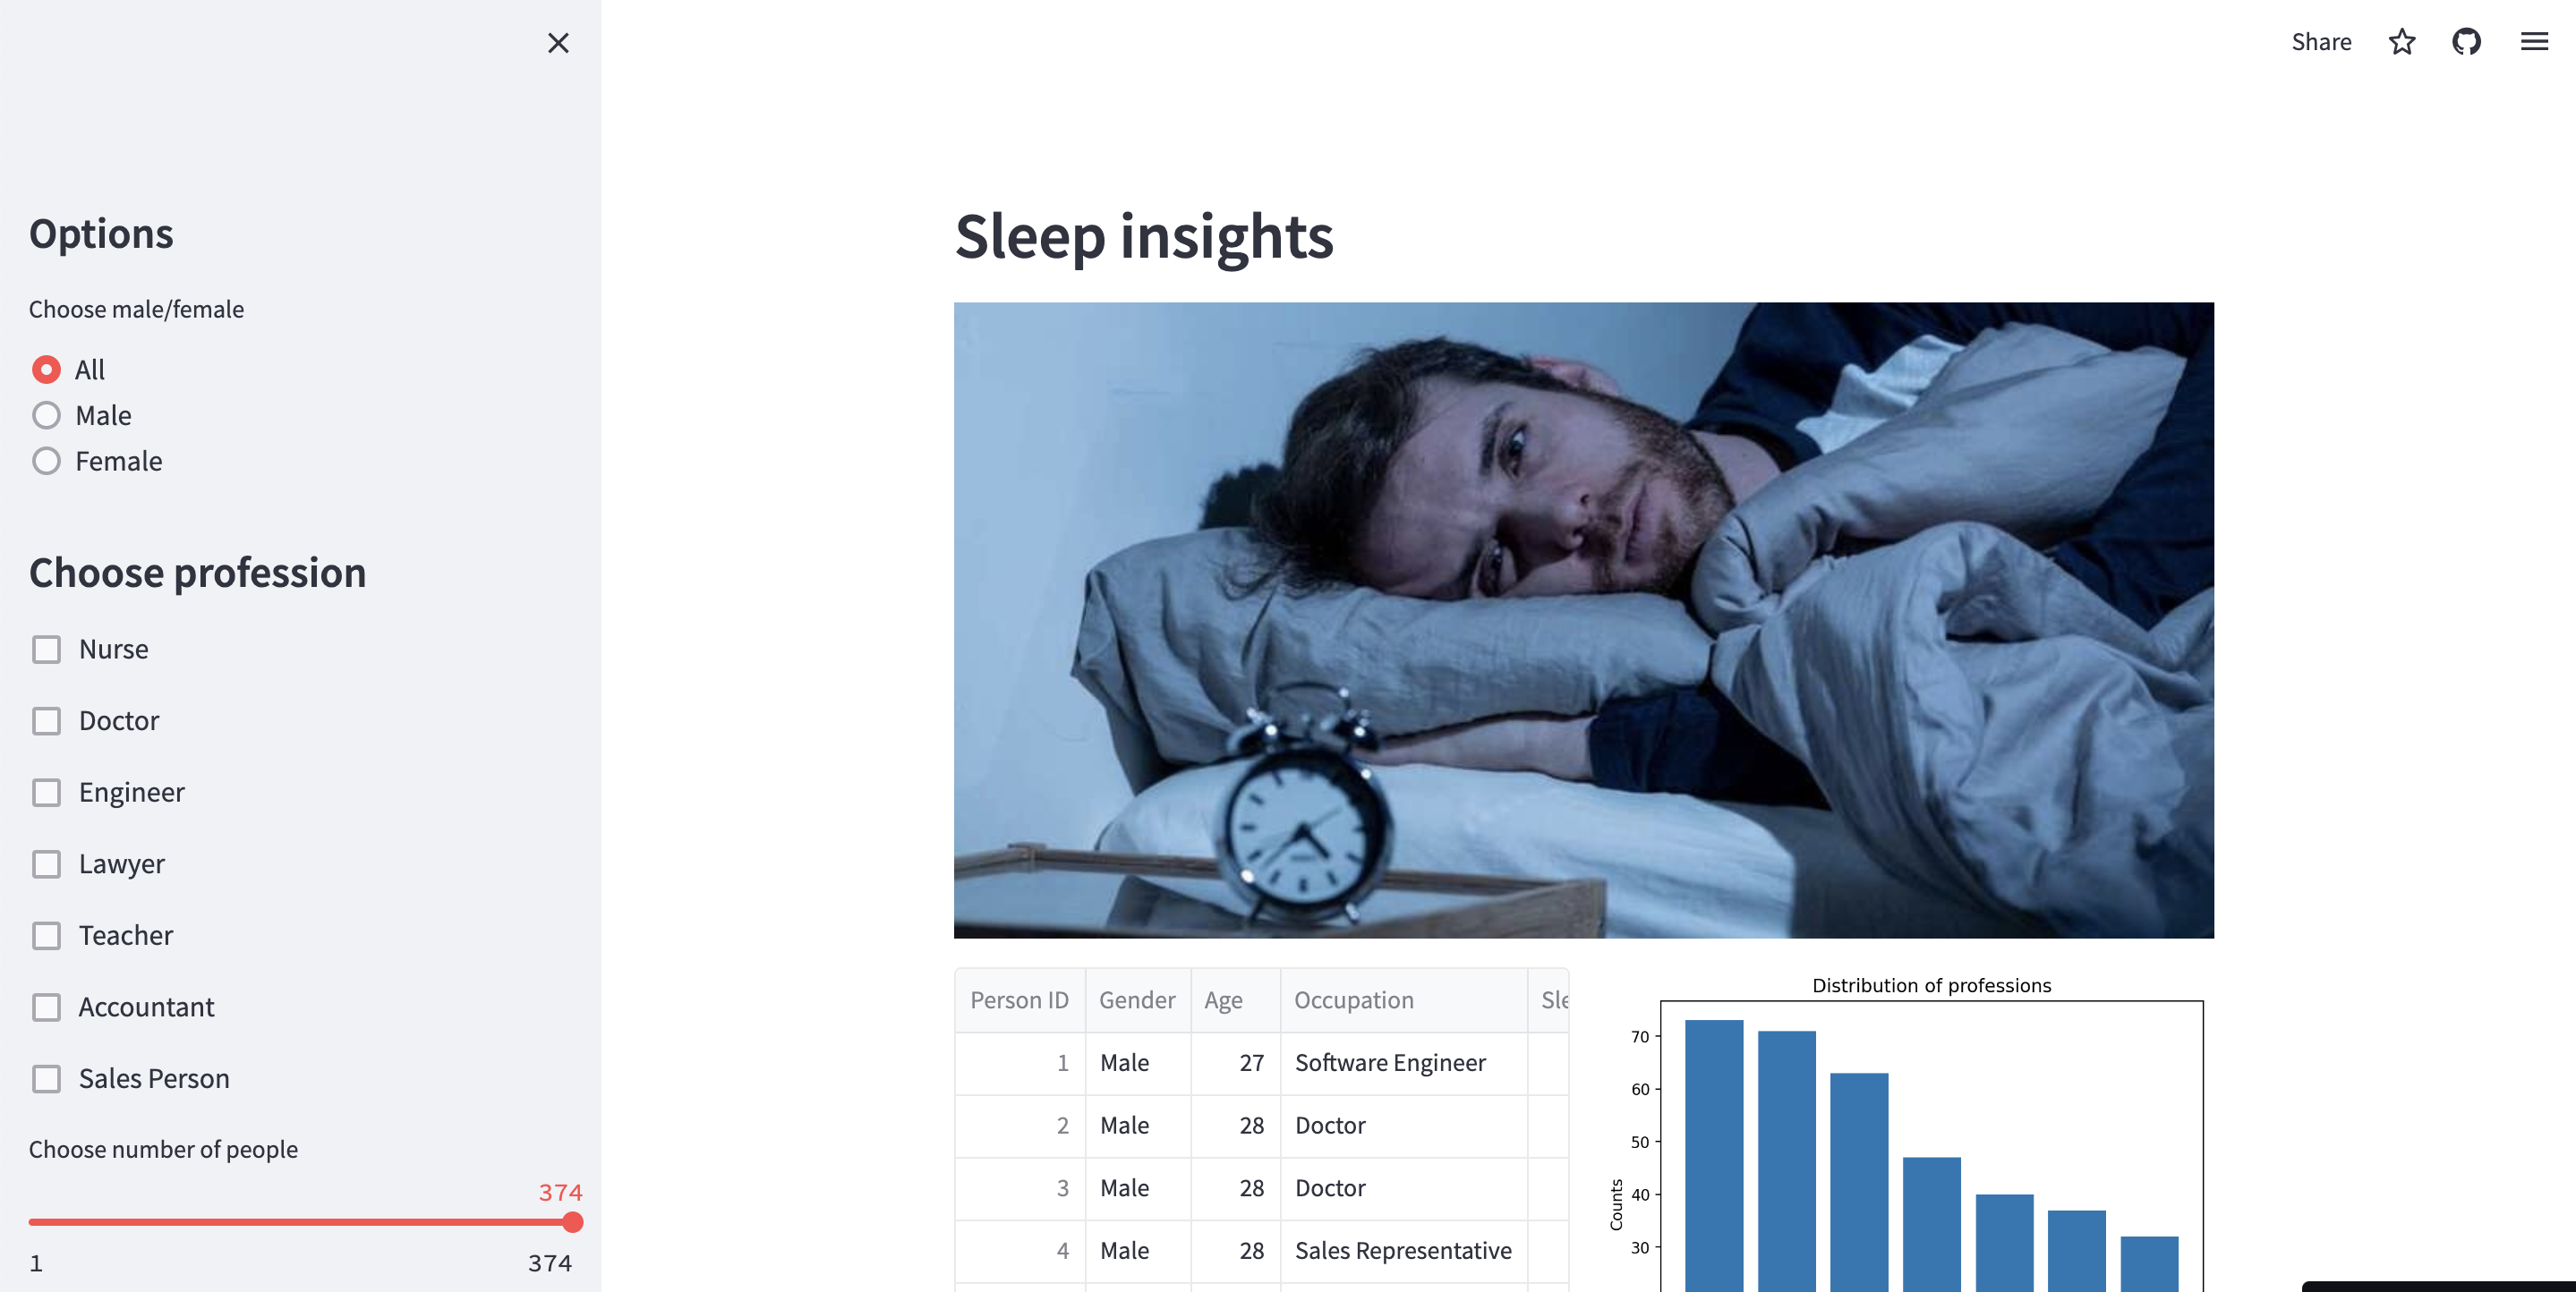 Share
Options
Choose male/female
All
Male
Female
Choose profession
Nurse
Doctor
Engineer
Lawyer
Teacher
Accountant
Sales Person
Choose number of people
374
1 374
Sleep insights
Person ID Gender Age Occupation Sle
1 Male 27 Software Engineer
2 Male 28 Doctor
3 Male 28 Doctor
4 Male 28 Sales Representative
Distribution of professions
70
60
50
40
30
Counts